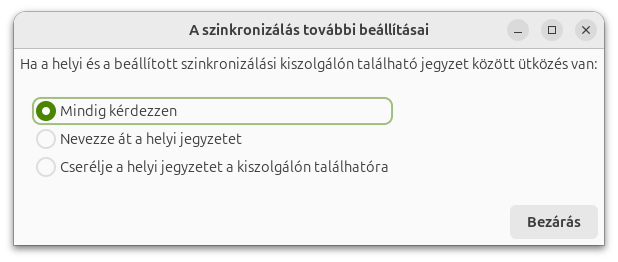 A szinkronizálás további beállításai
Ha a helyi és a beállított szinkronizálási kiszolgálón található jegyzet között ütközés van:
Mindig kérdezzen
Nevezze át a helyi jegyzetet
Cserélje a helyi jegyzetet a kiszolgálón találhatóra
Bezárás